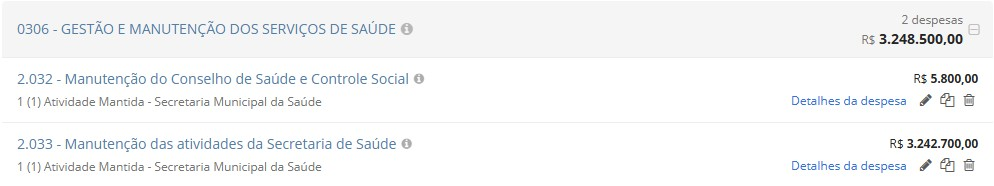 0306 - GESTÃO E MANUTENÇÃO DOS SERVIÇOS DE SAÚDE
2 despesas
R$ 3.248.500,00
2.032 - Manutenção do Conselho de Saúde e Controle Social
R$ 5.800,00
1 (1) Atividade Mantida - Secretaria Municipal da Saúde
Detalhes da despesa
2.033 - Manutenção das atividades da Secretaria de Saúde
R$ 3.242.700,00
1 (1) Atividade Mantida - Secretaria Municipal da Saúde
Detalhes da despesa